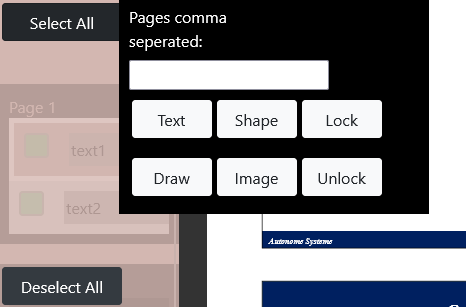 Select All
Pages comma
seperated:
Page 1
Text Shape Lock
text1
Draw Image Unlock
text2
Autonome Systeme
Deselect All